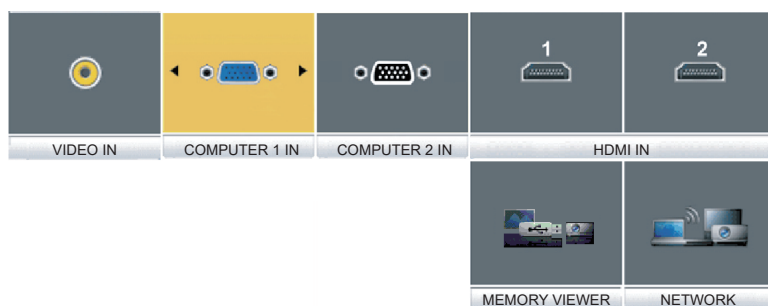 1 2
VIDEO IN COMPUTER 1 IN COMPUTER 2 IN HDMI IN
MEMORY VIEWER NETWORK